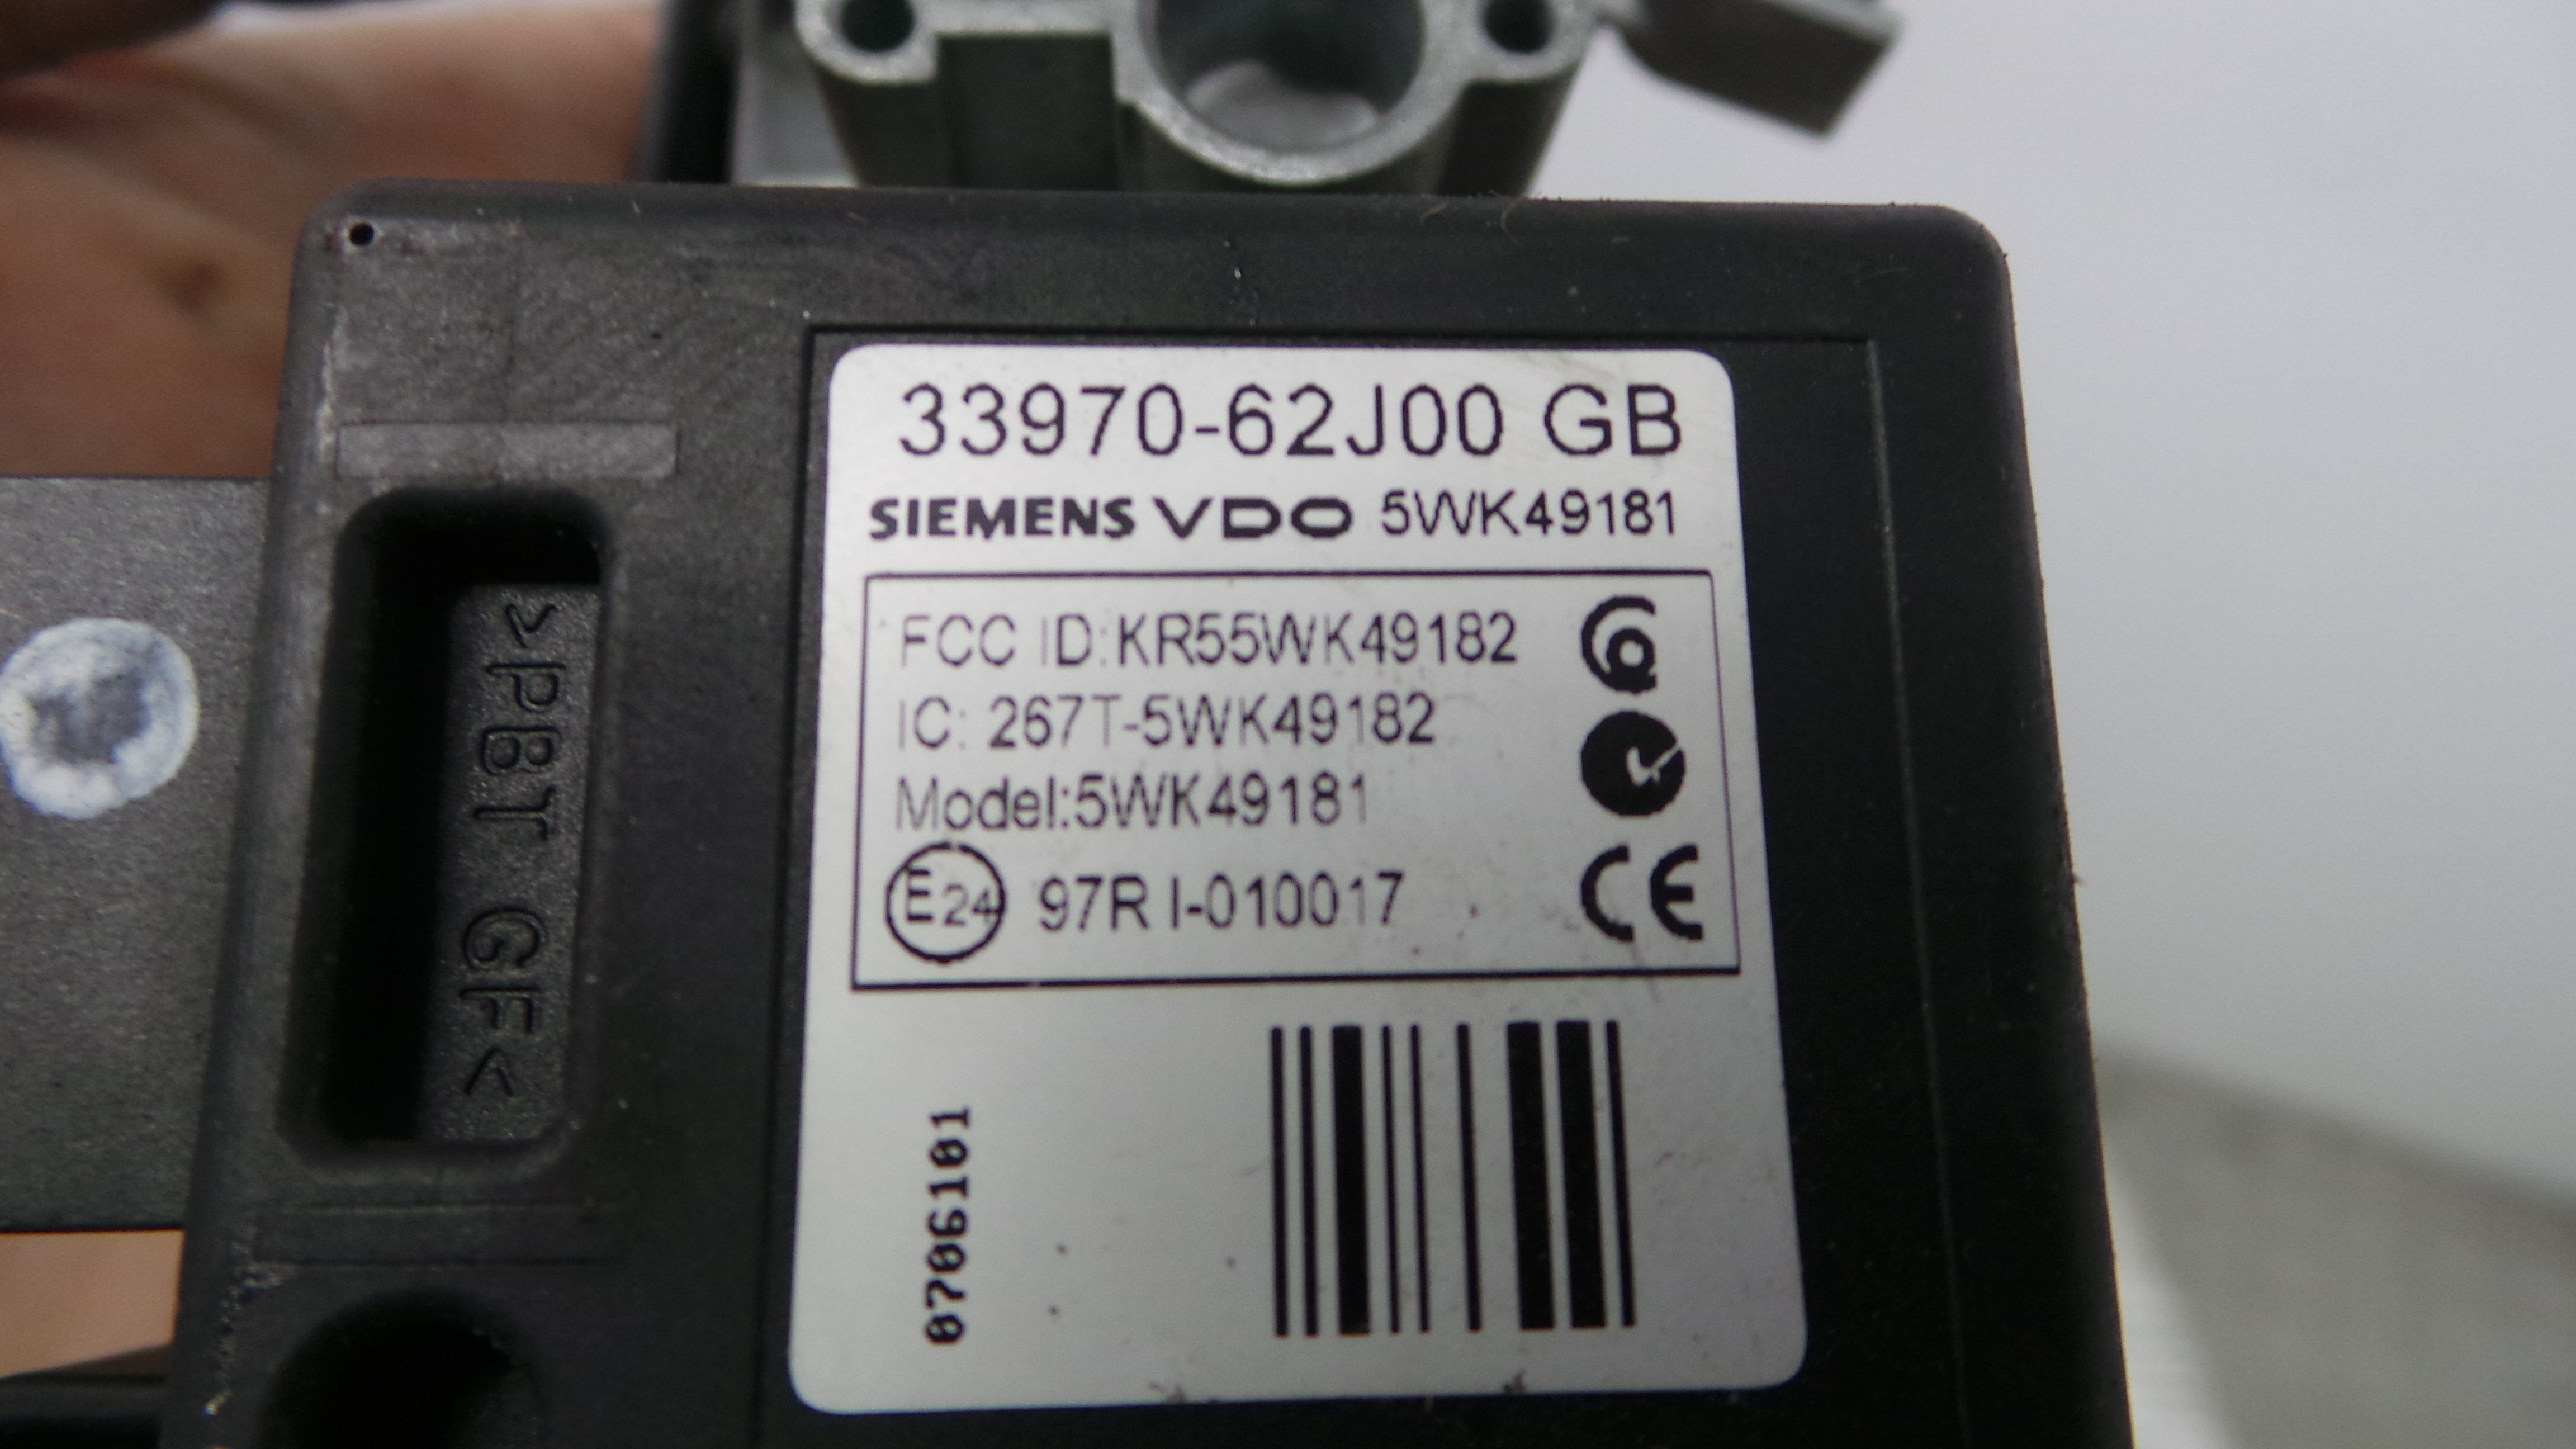 33970-62J00 GB
SIEMENS VDO 5WK49181
FCC ID:KR55WK49182
IC: 267T-5WK49182
Model:5WK49181
E24 97R I-010017
CE
0706101
>PBT GF<